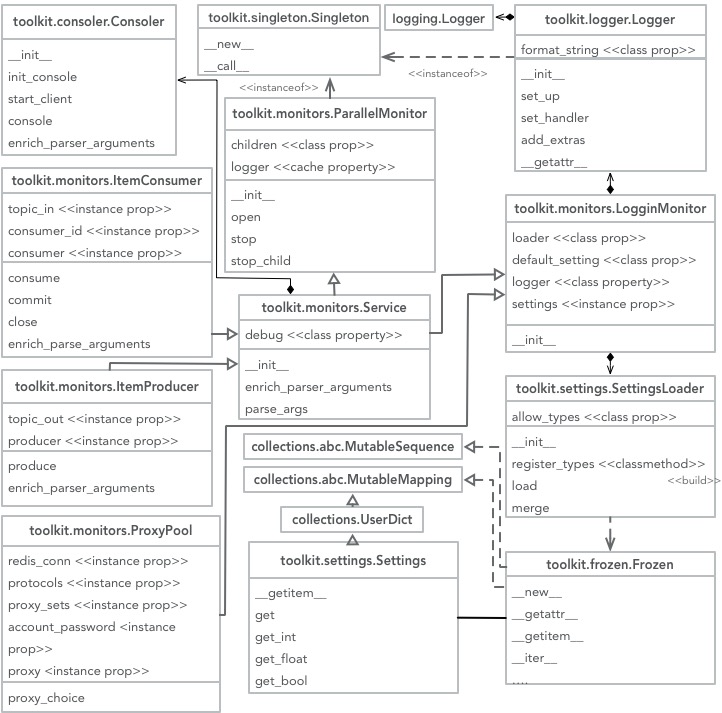 toolkit.consoler.Consoler
__init__
init_console
start_client
console
enrich_parser_arguments
toolkit.singleton.Singleton
__new__
__call__
logging.Logger
toolkit.logger.Logger
format_string <<class prop>>
__init__
set_up
set_handler
add_extras
__getattr__
<<instanceof>>
<<instanceof>>
toolkit.monitors.ParallelMonitor
children <<class prop>>
logger <<cache property>>
__init__
open
stop
stop_child
toolkit.monitors.ItemConsumer
topic_in <<instance prop>>
consumer_id <<instance prop>>
consumer <<instance prop>>
consume
commit
close
enrich_parse_arguments
toolkit.monitors.LogginMonitor
loader <<class prop>>
default_setting <<class prop>>
logger <<class property>>
settings <<instance prop>>
__init__
toolkit.monitors.Service
debug <<class property>>
__init__
enrich_parser_arguments
parse_args
toolkit.monitors.ItemProducer
topic_out <<instance prop>>
producer <<instance prop>>
produce
enrich_parser_arguments
toolkit.settings.SettingsLoader
allow_types <<class prop>>
__init__
register_types <<classmethod>>
load
merge
<<build>>
collections.abc.MutableSequence
collections.abc.MutableMapping
collections.UserDict
toolkit.monitors.ProxyPool
redis_conn <<instance prop>>
protocols <<instance prop>>
proxy_sets <<instance prop>>
account_password <instance
prop>>
proxy <instance prop>>
proxy_choice
toolkit.settings.Settings
__getitem__
get
get_int
get_float
get_bool
toolkit.frozen.Frozen
__new__
__getattr__
__getitem__
__iter__
....